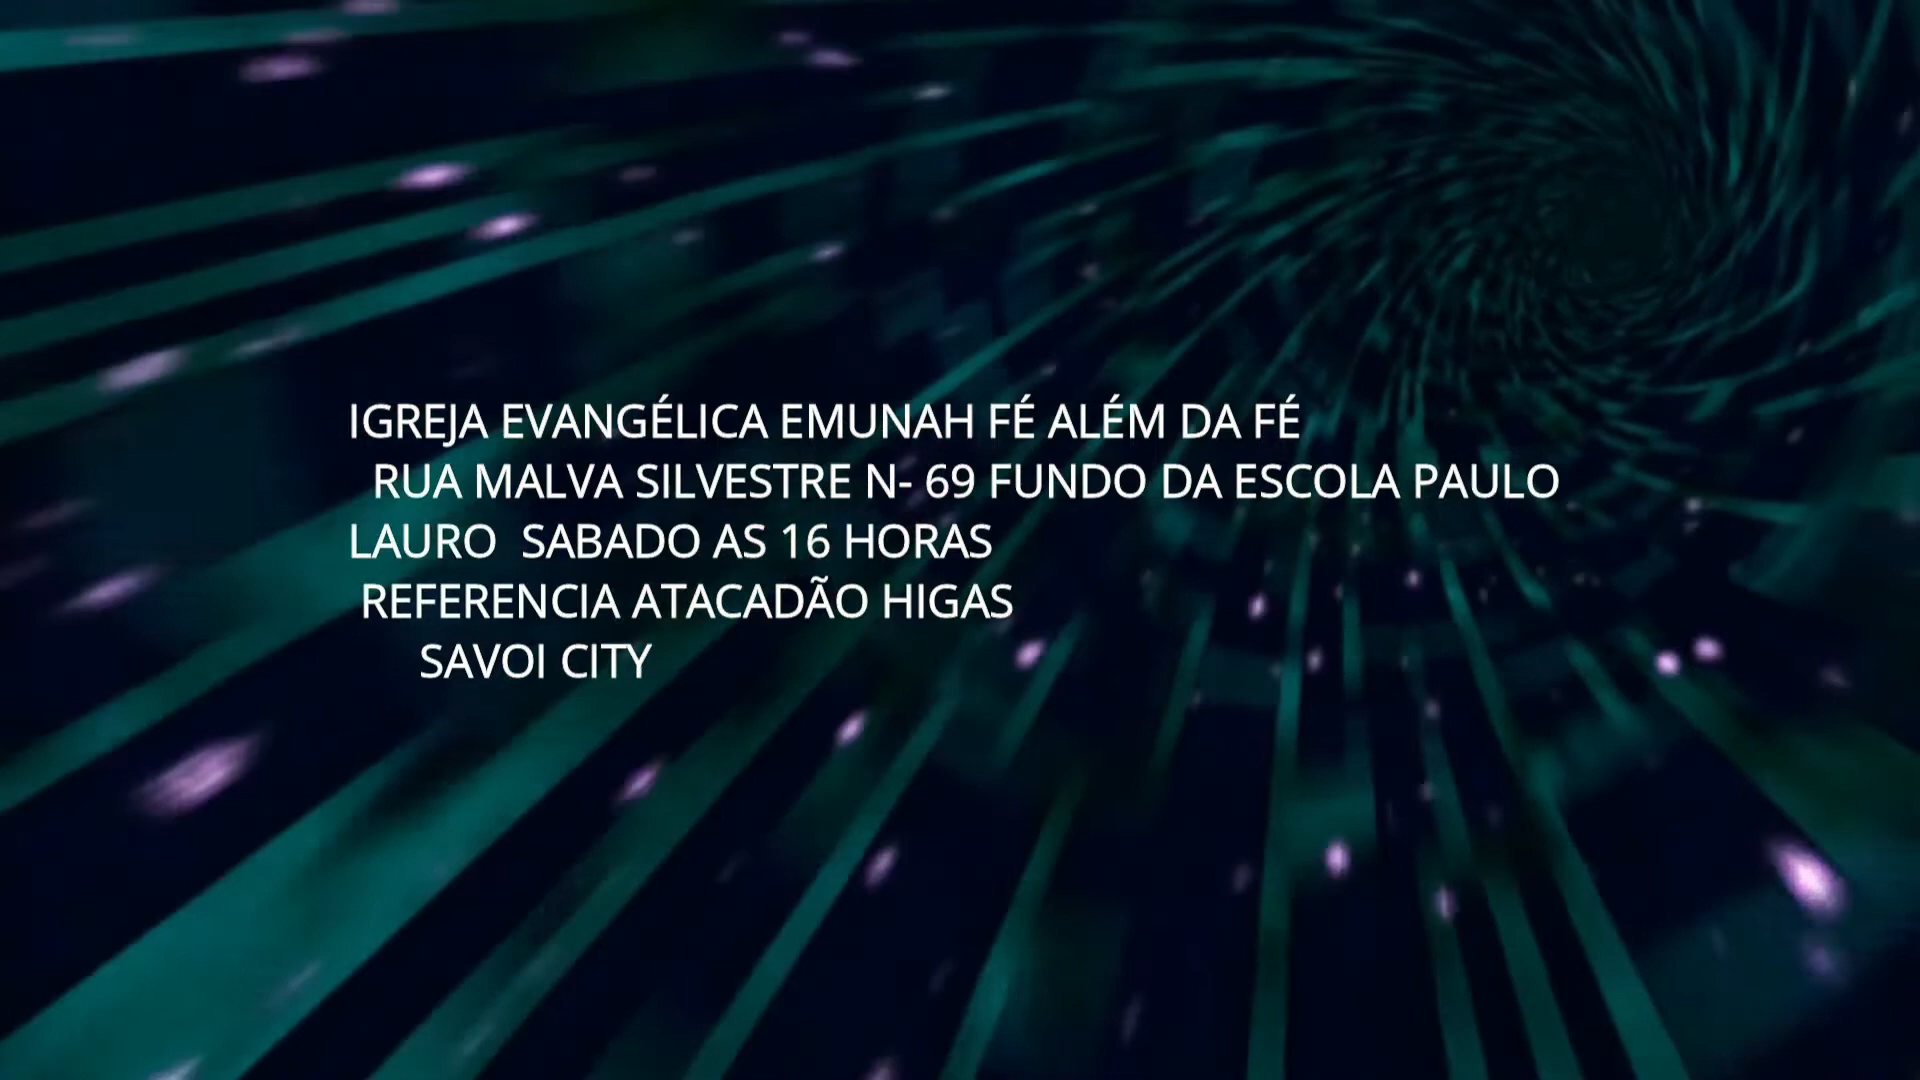 IGREJA EVANGÉLICA EMUNAH FÉ ALÉM DA FÉ
RUA MALVA SILVESTRE N- 69 FUNDO DA ESCOLA PAULO
LAURO  SABADO AS 16 HORAS
REFERENCIA ATACADÃO HIGAS
SAVOI CITY